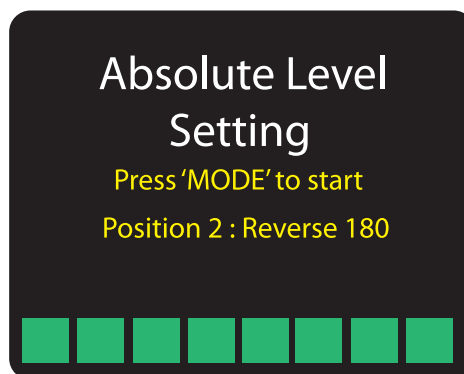 Absolute Level
Setting
Press ‘MODE’ to start
Position 2 : Reverse 180